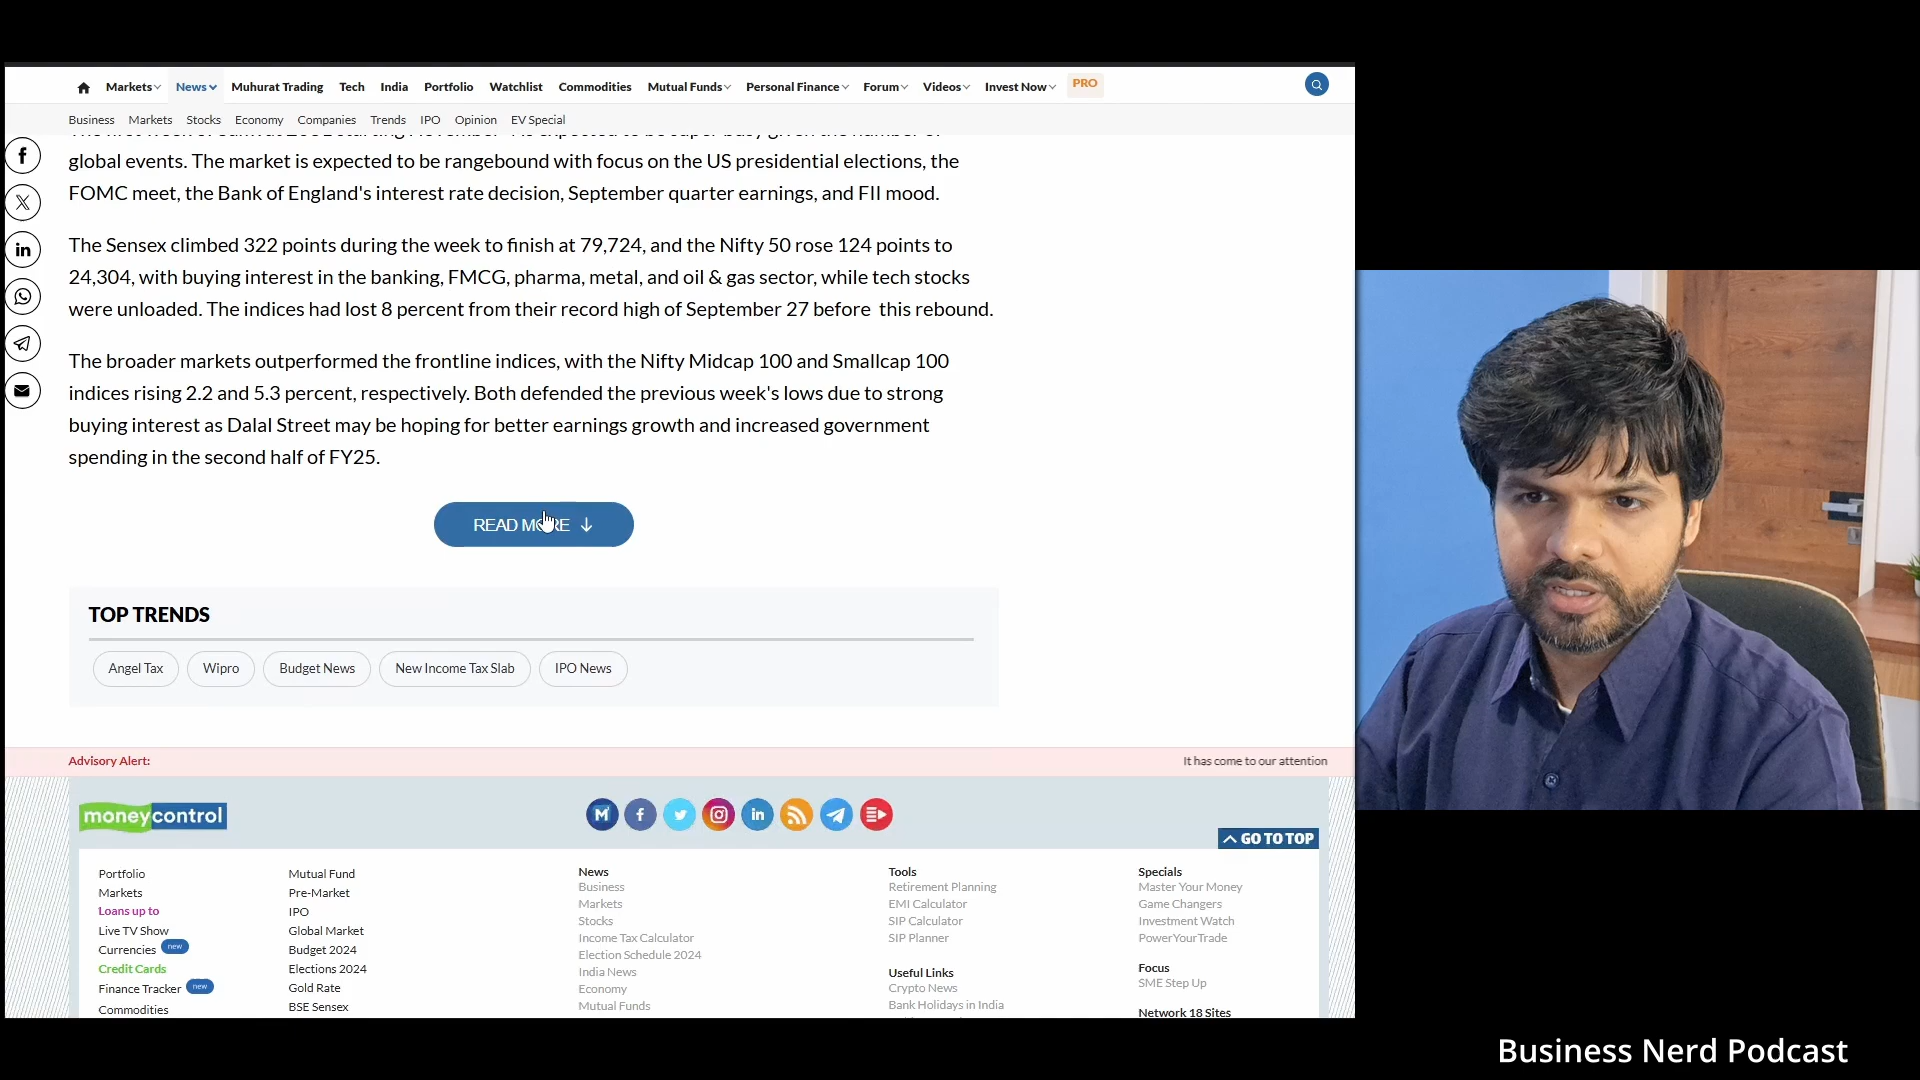 Markets News Muhurat Trading Tech India Portfolio Watchlist Commodities Mutual Funds Personal Finance Forum Videos Invest Now PRO
Business Markets Stocks Economy Companies Trends IPO Opinion EV Special
global events. The market is expected to be rangebound with focus on the US presidential elections, the
FOMC meet, the Bank of England's interest rate decision, September quarter earnings, and FII mood.
The Sensex climbed 322 points during the week to finish at 79,724, and the Nifty 50 rose 124 points to
24,304, with buying interest in the banking, FMCG, pharma, metal, and oil & gas sector, while tech stocks
were unloaded. The indices had lost 8 percent from their record high of September 27 before this rebound.
The broader markets outperformed the frontline indices, with the Nifty Midcap 100 and Smallcap 100
indices rising 2.2 and 5.3 percent, respectively. Both defended the previous week's lows due to strong
buying interest as Dalal Street may be hoping for better earnings growth and increased government
spending in the second half of FY25.
READ MORE
TOP TRENDS
Angel Tax Wipro Budget News New Income Tax Slab IPO News
Advisory Alert: It has come to our attention
moneycontrol
GO TO TOP
Portfolio
Markets
Loans up to
Live TV Show
Currencies new
Credit Cards
Finance Tracker new
Commodities
Mutual Fund
Pre-Market
IPO
Global Market
Budget 2024
Elections 2024
Gold Rate
BSE Sensex
News
Business
Markets
Stocks
Income Tax Calculator
Election Schedule 2024
India News
Economy
Mutual Funds
Tools
Retirement Planning
EMI Calculator
SIP Calculator
SIP Planner
Useful Links
Crypto News
Bank Holidays in India
Specials
Master Your Money
Game Changers
Investment Watch
PowerYourTrade
Focus
SME Step Up
Network 18 Sites
Business Nerd Podcast